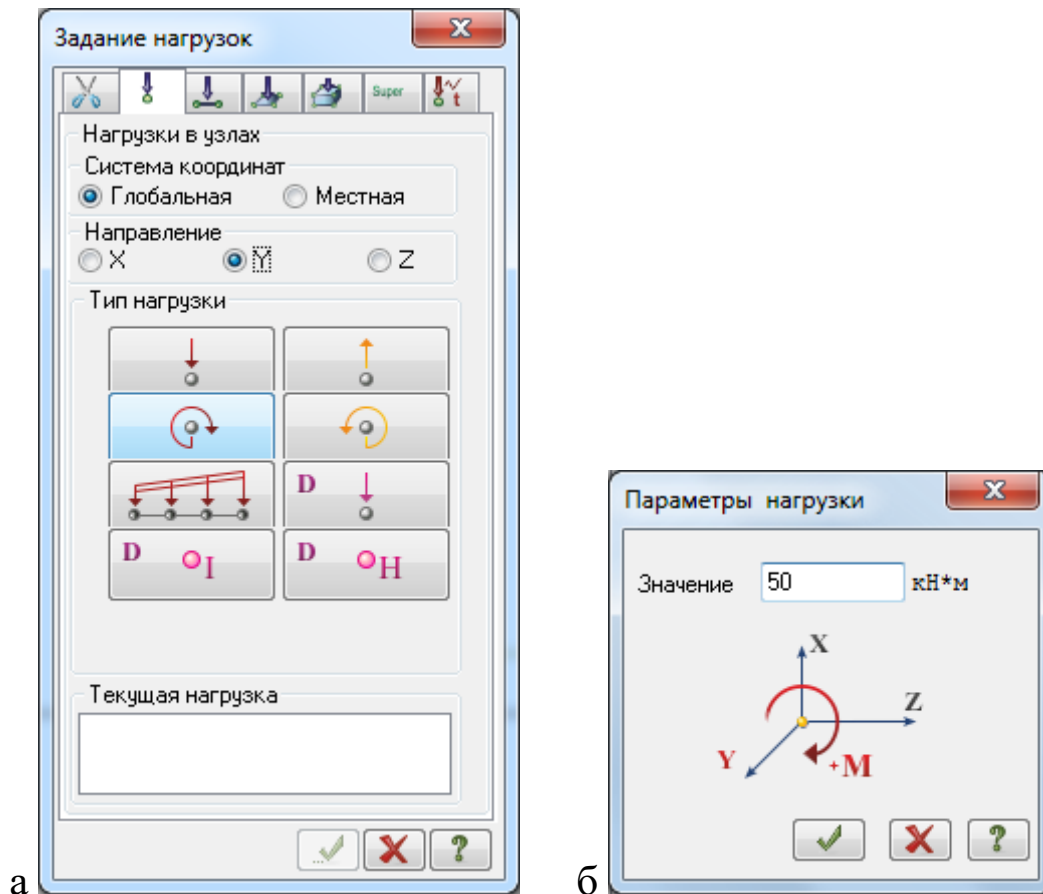 Задание нагрузок
Super
t
Нагрузки в узлах
Система координат
Глобальная Местная
Направление
X Y Z
Тип нагрузки
D
D I D H
Текущая нагрузка
?
а
Параметры нагрузки
Значение 50 кН*м
X
Z
Y +M
?
б